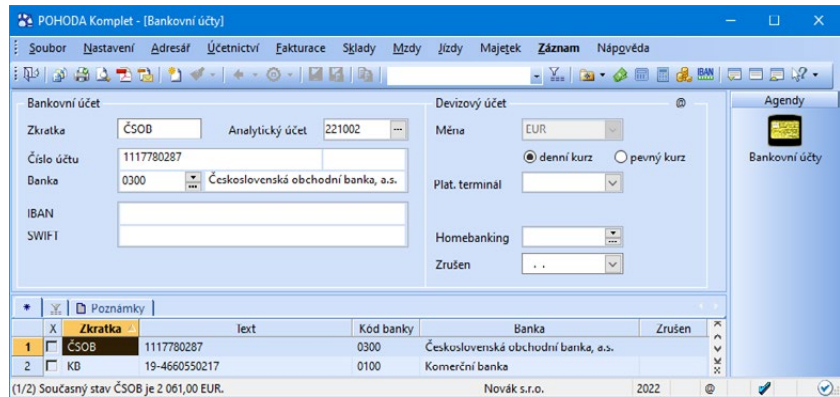 POHODA Komplet - [Bankovní účty]
Soubor Nastavení Adresář Účetnictví Fakturace Sklady Mzdy Jízdy Majetek Záznam Nápověda
IBAN
Bankovní účet Devizový účet @ Agendy
Zkratka ČSOB Analytický účet 221002 ... Měna EUR
Číslo účtu 1117780287 denní kurz pevný kurz Bankovní účty
Banka 0300 Československá obchodní banka, a.s. Plat. terminál
IBAN
SWIFT Homebanking
Zrušen . .
* Poznámky
X Zkratka Text Kód banky Banka Zrušen
1 ČSOB 1117780287 0300 Československá obchodní banka, a.s.
2 KB 19-4660550217 0100 Komerční banka
(1/2) Současný stav ČSOB je 2 061,00 EUR. Novák s.r.o. 2022 @